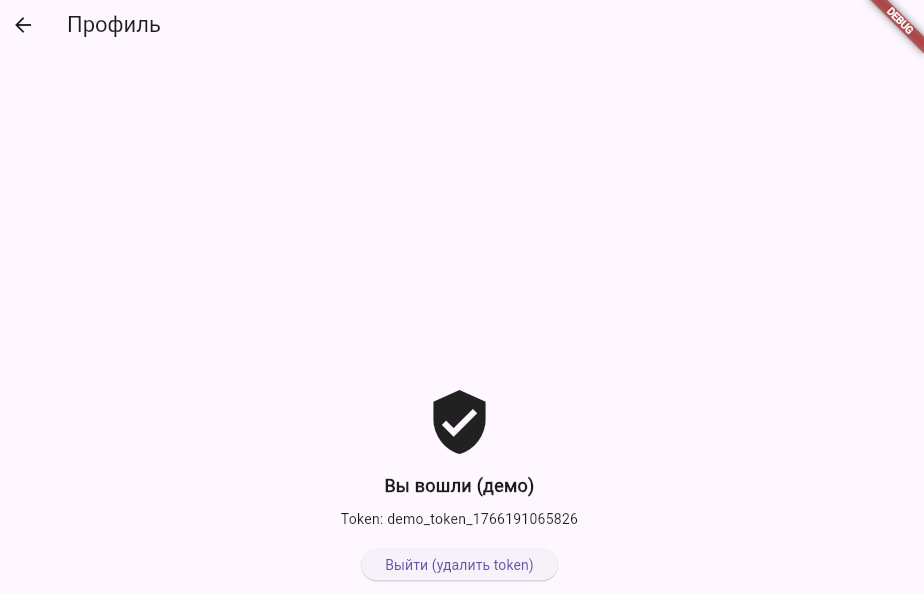 Профиль
DEBUG
Вы вошли (демо)
Token: demo_token_1766191065826
Выйти (удалить token)